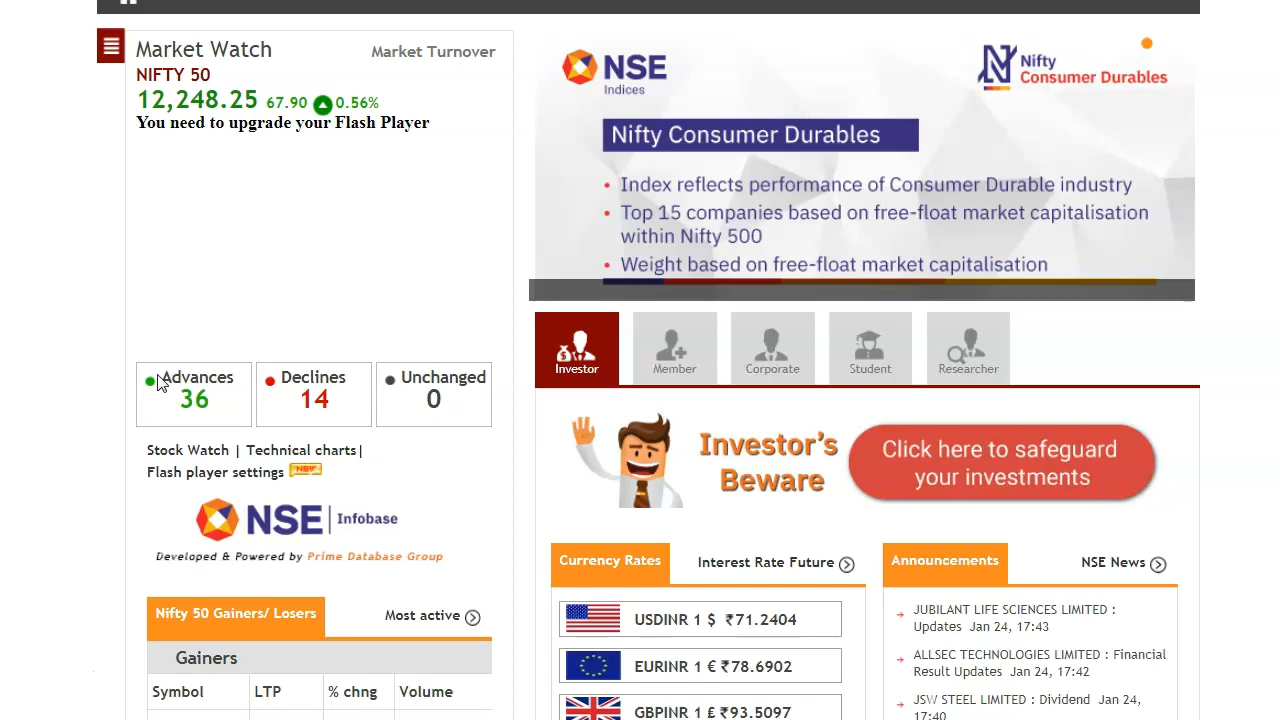 Market Watch
Market Turnover
NIFTY 50
12,248.25 67.90 0.56%
You need to upgrade your Flash Player
Advances
36
Declines
14
Unchanged
0
Stock Watch | Technical charts|
Flash player settings NEW
NSE | Infobase
Developed & Powered by Prime Database Group
Nifty 50 Gainers/ Losers
Most active
Gainers
Symbol LTP % chng Volume
NSE
Indices
Nifty
Consumer Durables
Nifty Consumer Durables
• Index reflects performance of Consumer Durable industry
• Top 15 companies based on free-float market capitalisation
within Nifty 500
• Weight based on free-float market capitalisation
Investor
Member
Corporate
Student
Researcher
Investor's
Beware
Click here to safeguard
your investments
Currency Rates
Interest Rate Future
USDINR 1 $ ₹71.2404
EURINR 1 € ₹78.6902
GBPINR 1 £ ₹93.5097
Announcements
NSE News
JUBILANT LIFE SCIENCES LIMITED :
Updates Jan 24, 17:43
ALLSEC TECHNOLOGIES LIMITED : Financial
Result Updates Jan 24, 17:42
JSW STEEL LIMITED : Dividend Jan 24,
17:40